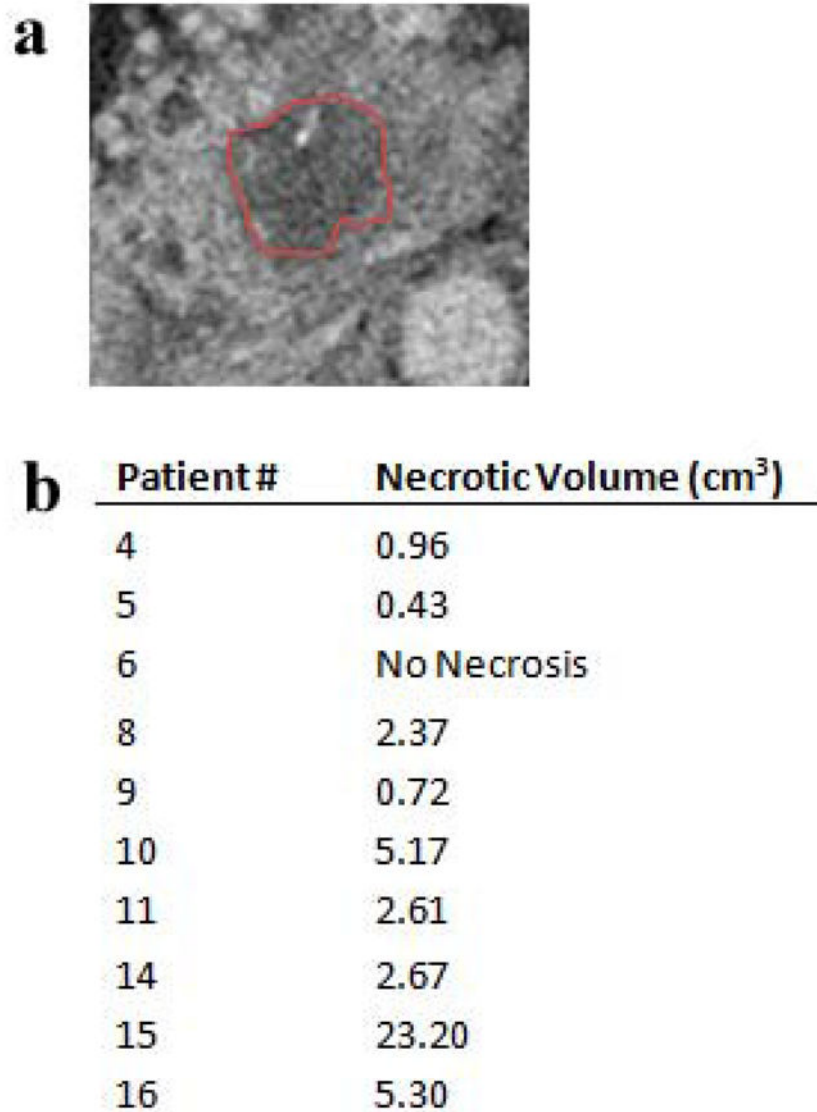 a
b
Patient # Necrotic Volume (cm³)
4 0.96
5 0.43
6 No Necrosis
8 2.37
9 0.72
10 5.17
11 2.61
14 2.67
15 23.20
16 5.30